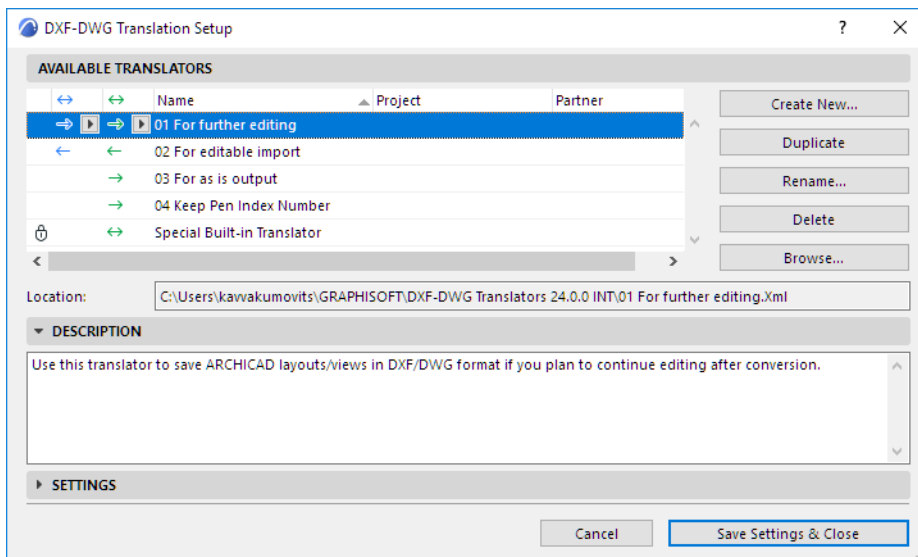 DXF-DWG Translation Setup
AVAILABLE TRANSLATORS
Name Project Partner
01 For further editing
02 For editable import
03 For as is output
04 Keep Pen Index Number
Special Built-in Translator
Create New...
Duplicate
Rename...
Delete
Browse...
Location: C:\Users\kavvakumovits\GRAPHISOFT\DXF-DWG Translators 24.0.0 INT\01 For further editing.Xml
DESCRIPTION
Use this translator to save ARCHICAD layouts/views in DXF/DWG format if you plan to continue editing after conversion.
SETTINGS
Cancel Save Settings & Close